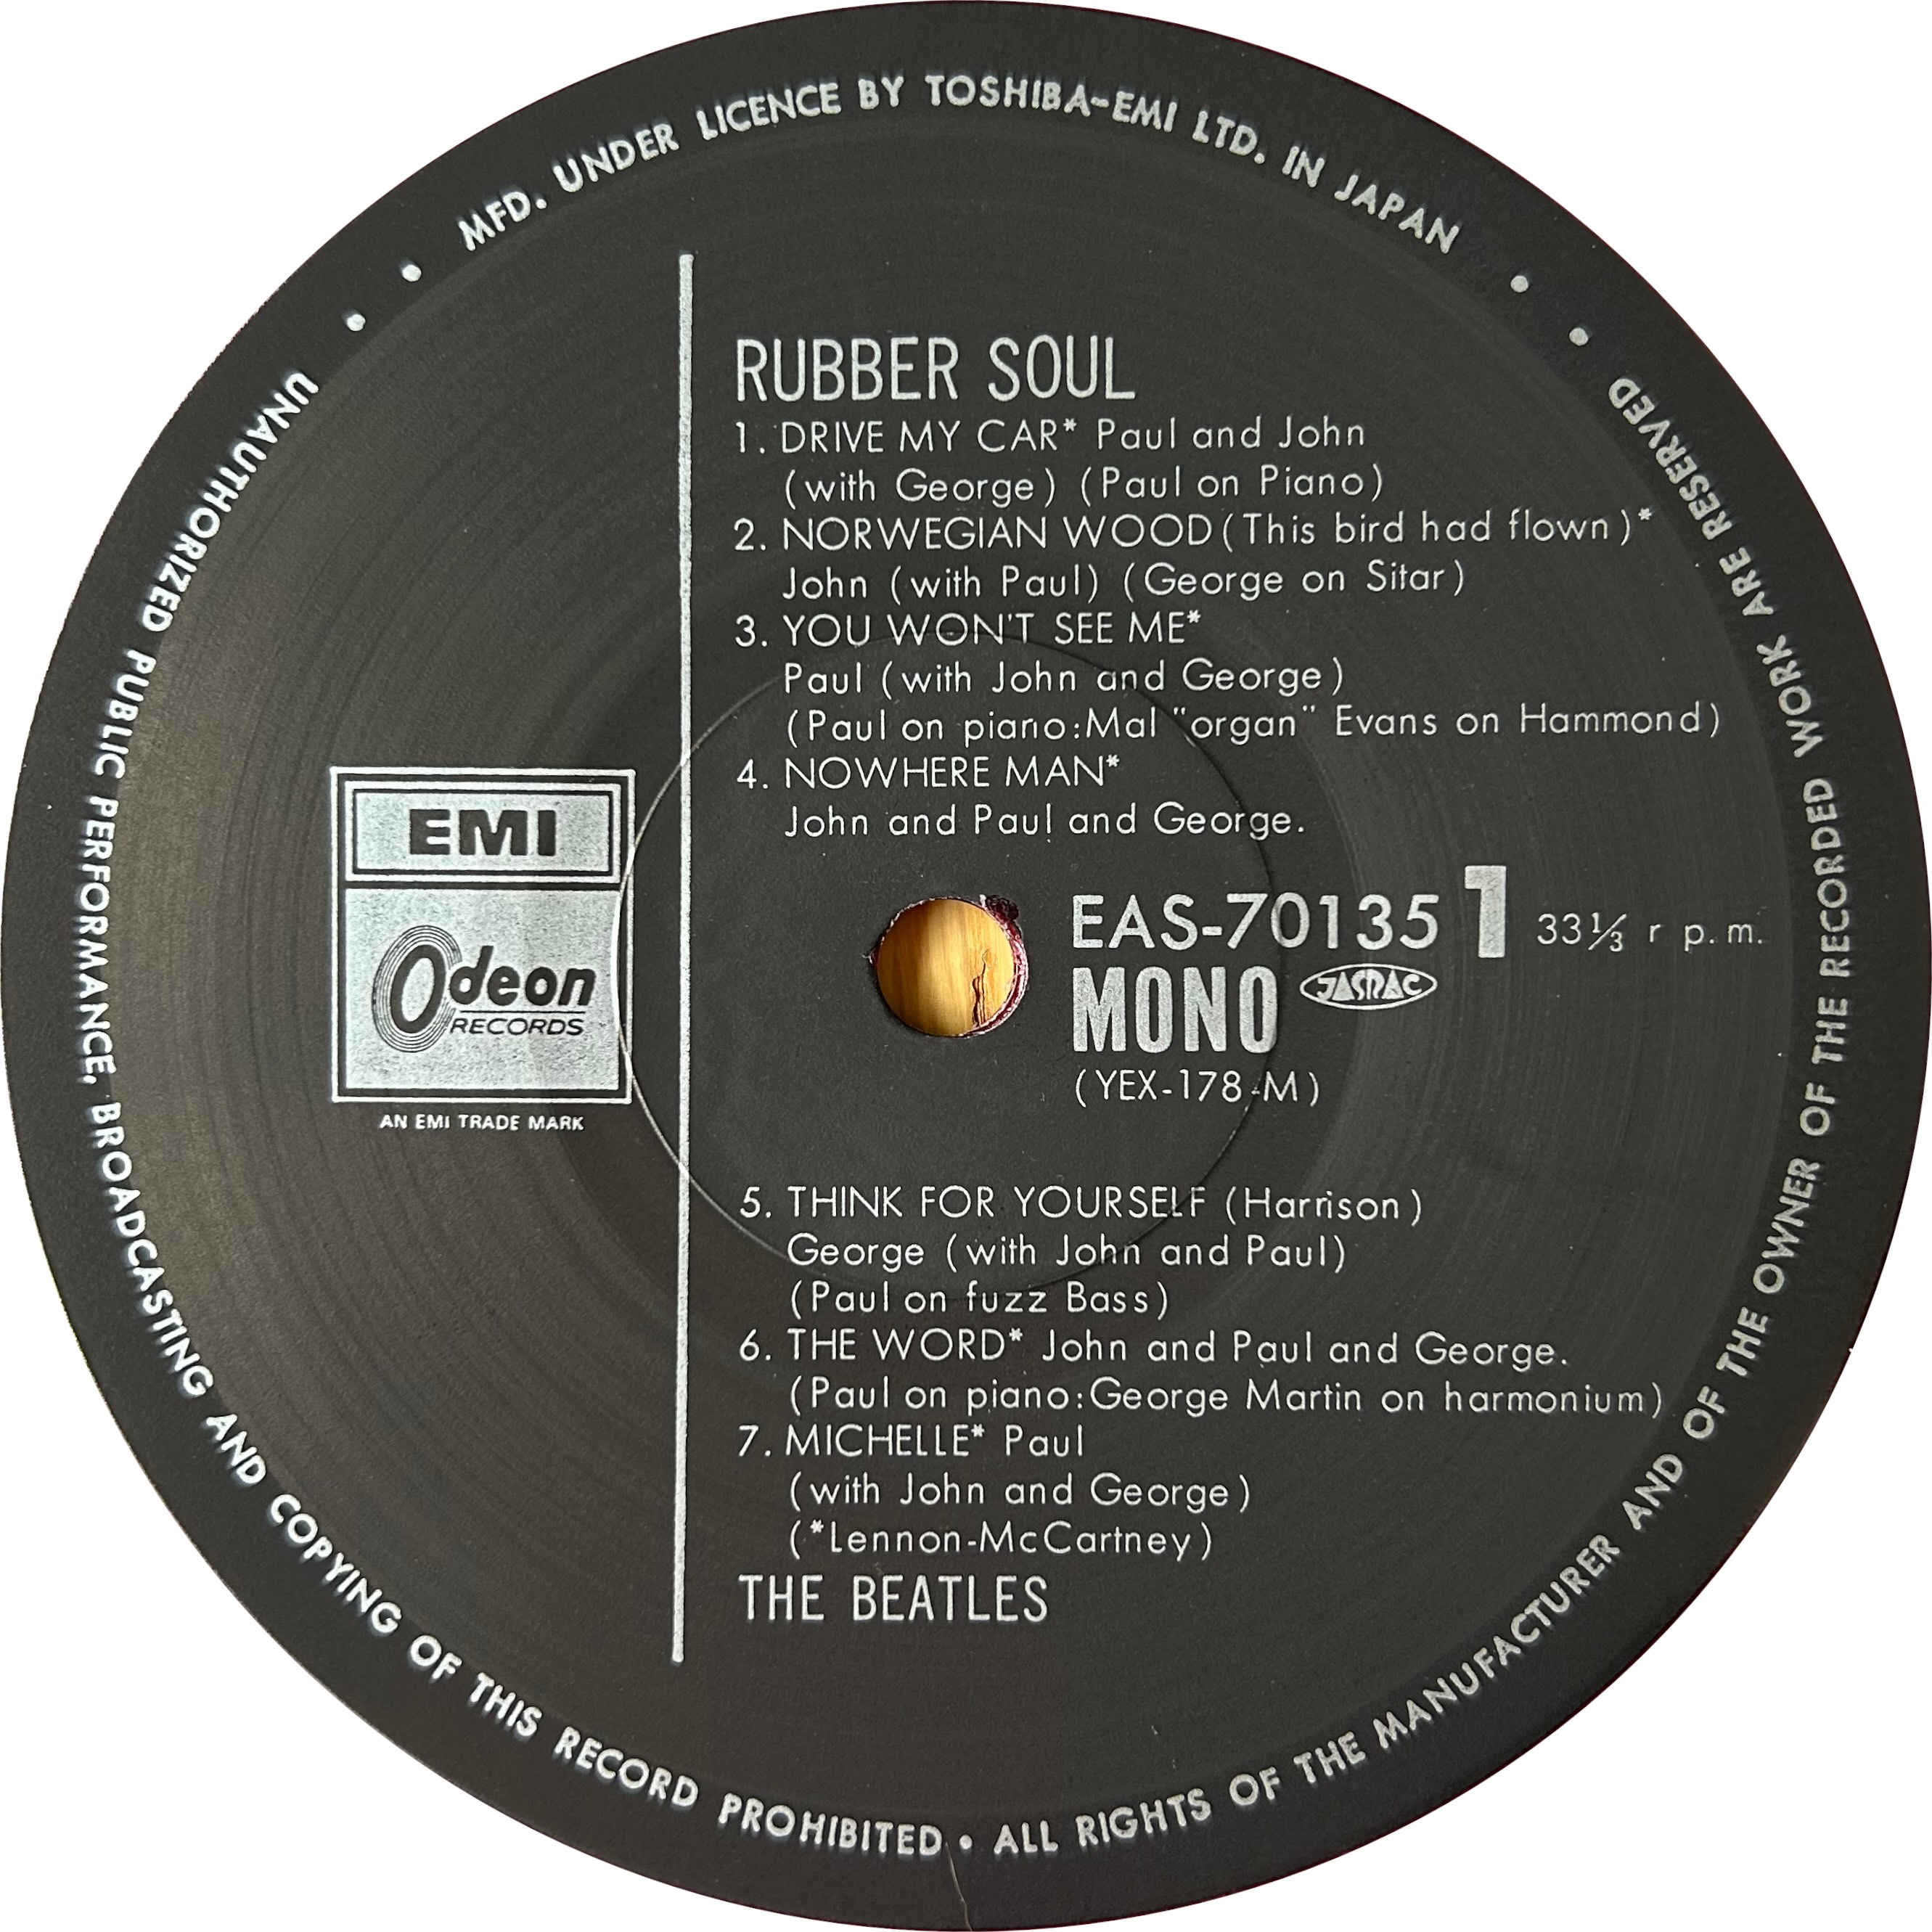 MFD. UNDER LICENCE BY TOSHIBA-EMI LTD. IN JAPAN
RUBBER SOUL
1. DRIVE MY CAR* Paul and John
(with George) (Paul on Piano)
2. NORWEGIAN WOOD (This bird had flown)*
John (with Paul) (George on Sitar)
3. YOU WON'T SEE ME*
Paul (with John and George)
(Paul on piano:Mal "organ" Evans on Hammond)
4. NOWHERE MAN*
John and Paul and George.
EMI
Odeon
RECORDS
AN EMI TRADE MARK
EAS-70135 1 33⅓ r p.m.
MONO JASRAC
(YEX-178-M)
5. THINK FOR YOURSELF (Harrison)
George (with John and Paul)
(Paul on fuzz Bass)
6. THE WORD* John and Paul and George.
(Paul on piano:George Martin on harmonium)
7. MICHELLE* Paul
(with John and George)
(*Lennon-McCartney)
THE BEATLES
UNAUTHORIZED PUBLIC PERFORMANCE, BROADCASTING AND COPYING OF THIS RECORD PROHIBITED • ALL RIGHTS OF THE MANUFACTURER AND OF THE OWNER OF THE RECORDED WORK ARE RESERVED